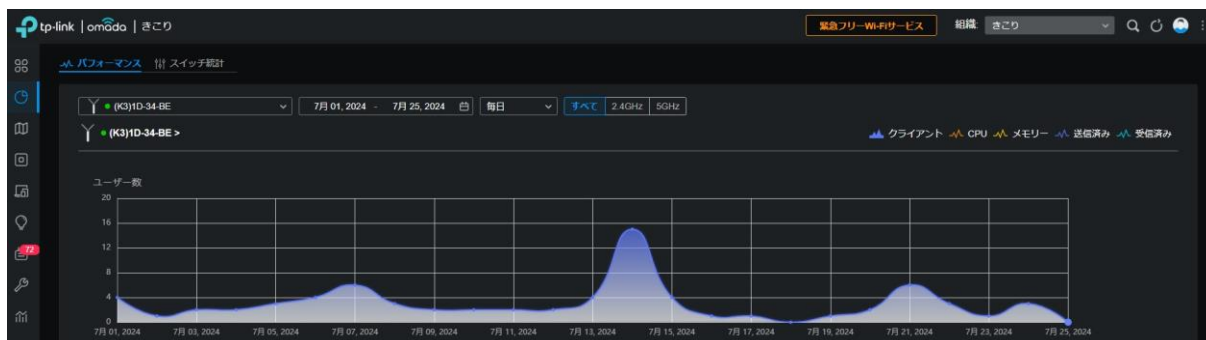 tp-link | omada | きこり
緊急フリーWi-Fiサービス
組織: きこり
パフォーマンス スイッチ統計
(K3)1D-34-BE
7月 01, 2024 - 7月 25, 2024
毎日
すべて 2.4GHz 5GHz
(K3)1D-34-BE >
クライアント CPU メモリー 送信済み 受信済み
72
ユーザー数
20
16
12
8
4
0
7月 01, 2024 7月 03, 2024 7月 05, 2024 7月 07, 2024 7月 09, 2024 7月 11, 2024 7月 13, 2024 7月 15, 2024 7月 17, 2024 7月 19, 2024 7月 21, 2024 7月 23, 2024 7月 25, 2024